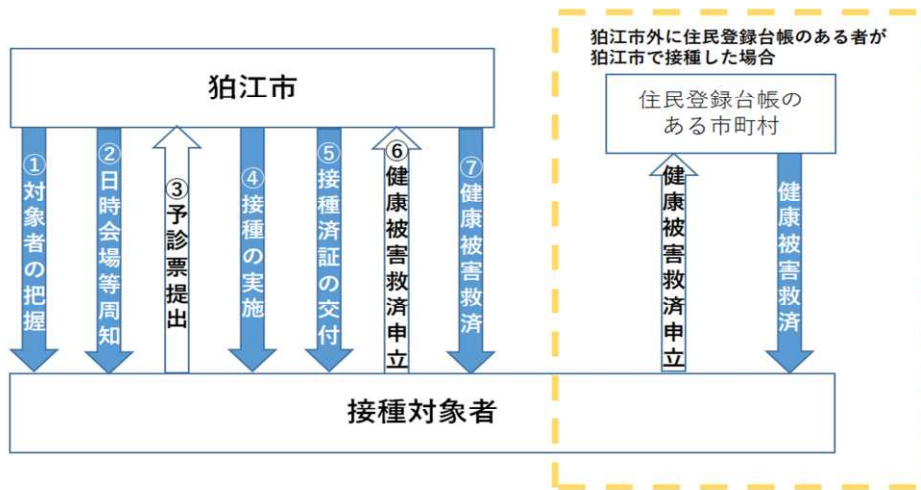 狛江市外に住民登録台帳のある者が
狛江市で接種した場合
狛江市
住民登録台帳の
ある市町村
①対象者の把握
②日時会場等周知
③予診票提出
④接種の実施
⑤接種済証の交付
⑥健康被害救済申立
⑦健康被害救済
健康被害救済申立
健康被害救済
接種対象者